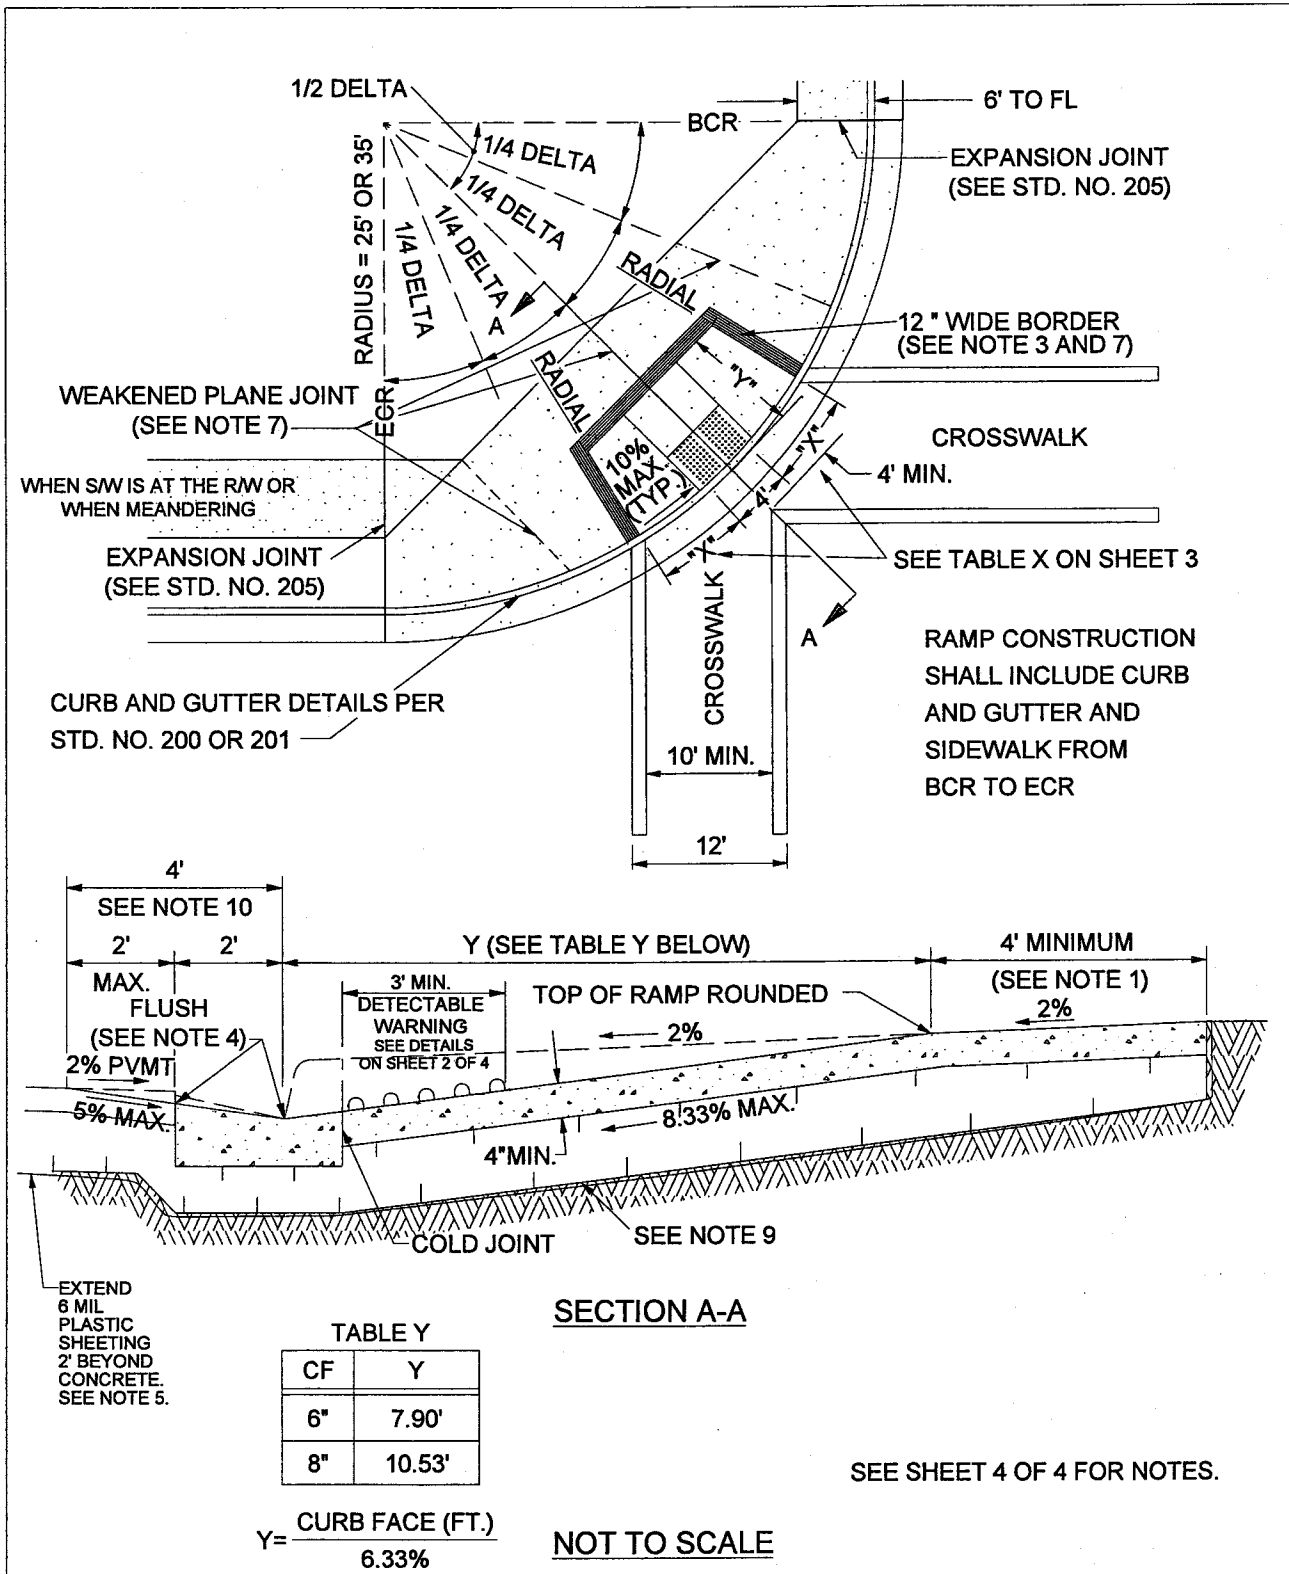 1/2 DELTA
BCR
6' TO FL
1/4 DELTA
1/4 DELTA
1/4 DELTA
1/4 DELTA
RADIUS = 25' OR 35'
EXPANSION JOINT
(SEE STD. NO. 205)
A
RADIAL
RADIAL
12 " WIDE BORDER
(SEE NOTE 3 AND 7)
"Y"
WEAKENED PLANE JOINT
(SEE NOTE 7)
ECR
10%
MAX.
(TYP.)
"X"
4'
"X"
CROSSWALK
4' MIN.
WHEN S/W IS AT THE R/W OR
WHEN MEANDERING
EXPANSION JOINT
(SEE STD. NO. 205)
SEE TABLE X ON SHEET 3
CROSSWALK
A
RAMP CONSTRUCTION
SHALL INCLUDE CURB
AND GUTTER AND
SIDEWALK FROM
BCR TO ECR
CURB AND GUTTER DETAILS PER
STD. NO. 200 OR 201
10' MIN.
12'
4'
SEE NOTE 10
2'
MAX.
2'
Y (SEE TABLE Y BELOW)
4' MINIMUM
(SEE NOTE 1)
2%
FLUSH
(SEE NOTE 4)
3' MIN.
DETECTABLE
WARNING
SEE DETAILS
ON SHEET 2 OF 4
TOP OF RAMP ROUNDED
2%
2% PVMT
5% MAX.
8.33% MAX.
4"MIN.
COLD JOINT
SEE NOTE 9
EXTEND
6 MIL
PLASTIC
SHEETING
2' BEYOND
CONCRETE.
SEE NOTE 5.
SECTION A-A
TABLE Y
CF Y
6" 7.90'
8" 10.53'
Y= CURB FACE (FT.)
6.33%
NOT TO SCALE
SEE SHEET 4 OF 4 FOR NOTES.